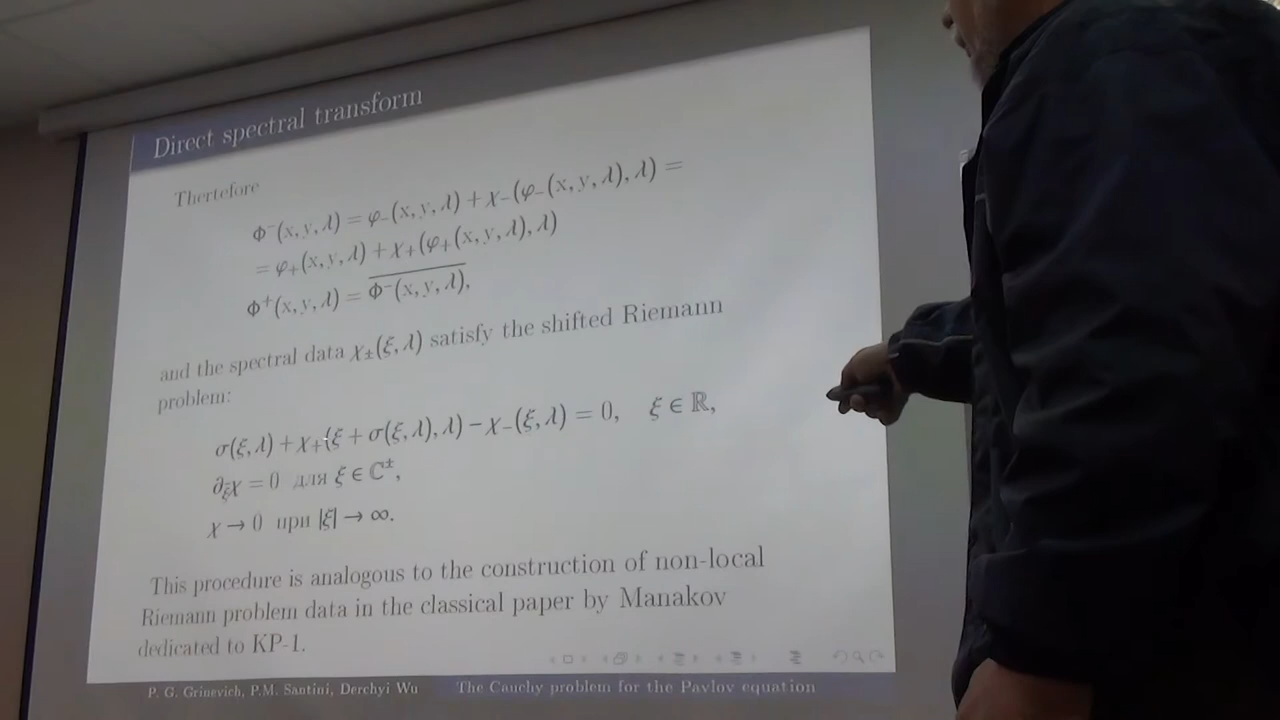 Direct spectral transform
Thertefore
Φ⁻(x, y, λ) = φ₋(x, y, λ) + χ₋(φ₋(x, y, λ), λ) =
= φ₊(x, y, λ) + χ₊(φ₊(x, y, λ), λ)
Φ⁺(x, y, λ) = \overline{Φ⁻(x, y, λ)},
and the spectral data χ±(ξ, λ) satisfy the shifted Riemann
problem:
σ(ξ, λ) + χ₊(ξ + σ(ξ, λ), λ) − χ₋(ξ, λ) = 0, ξ ∈ ℝ,
∂_{\bar{ξ}}χ = 0 для ξ ∈ ℂ±,
χ → 0 при |ξ| → ∞.
This procedure is analogous to the construction of non-local
Riemann problem data in the classical paper by Manakov
dedicated to KP-1.
P. G. Grinevich, P.M. Santini, Derchyi Wu The Cauchy problem for the Pavlov equation